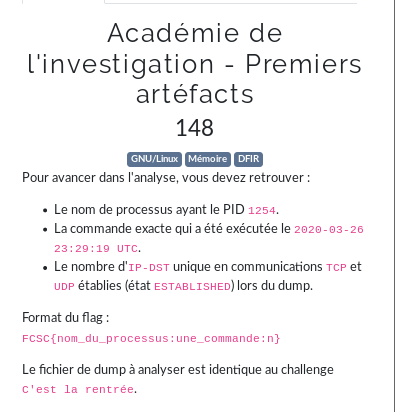 Académie de
l'investigation - Premiers
artéfacts
148
GNU/Linux Mémoire DFIR
Pour avancer dans l'analyse, vous devez retrouver :
• Le nom de processus ayant le PID 1254.
• La commande exacte qui a été exécutée le 2020-03-26
23:29:19 UTC.
• Le nombre d'IP-DST unique en communications TCP et
UDP établies (état ESTABLISHED) lors du dump.
Format du flag :
FCSC{nom_du_processus:une_commande:n}
Le fichier de dump à analyser est identique au challenge
C'est la rentrée.